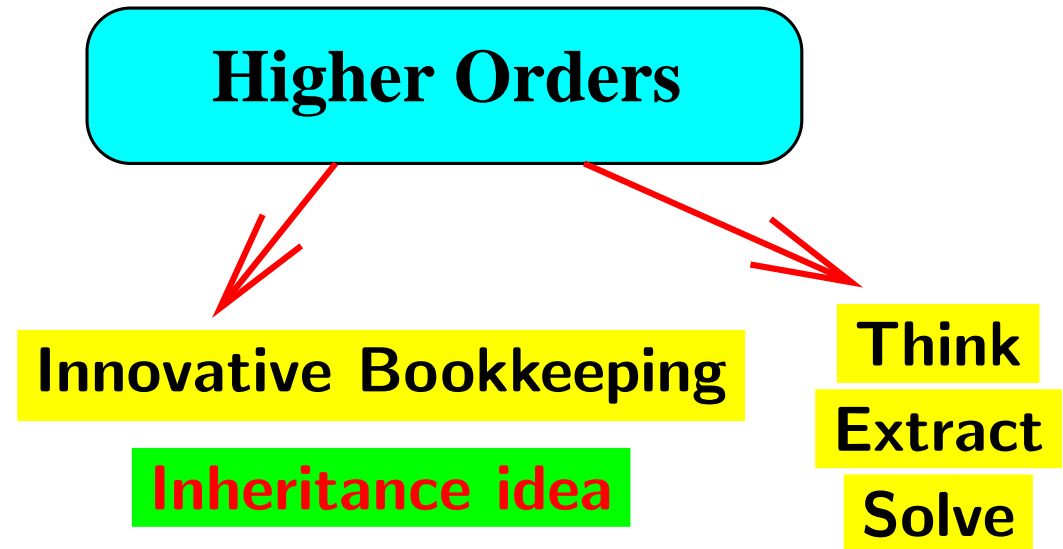 Higher Orders
Innovative Bookkeeping
Inheritance idea
Think
Extract
Solve